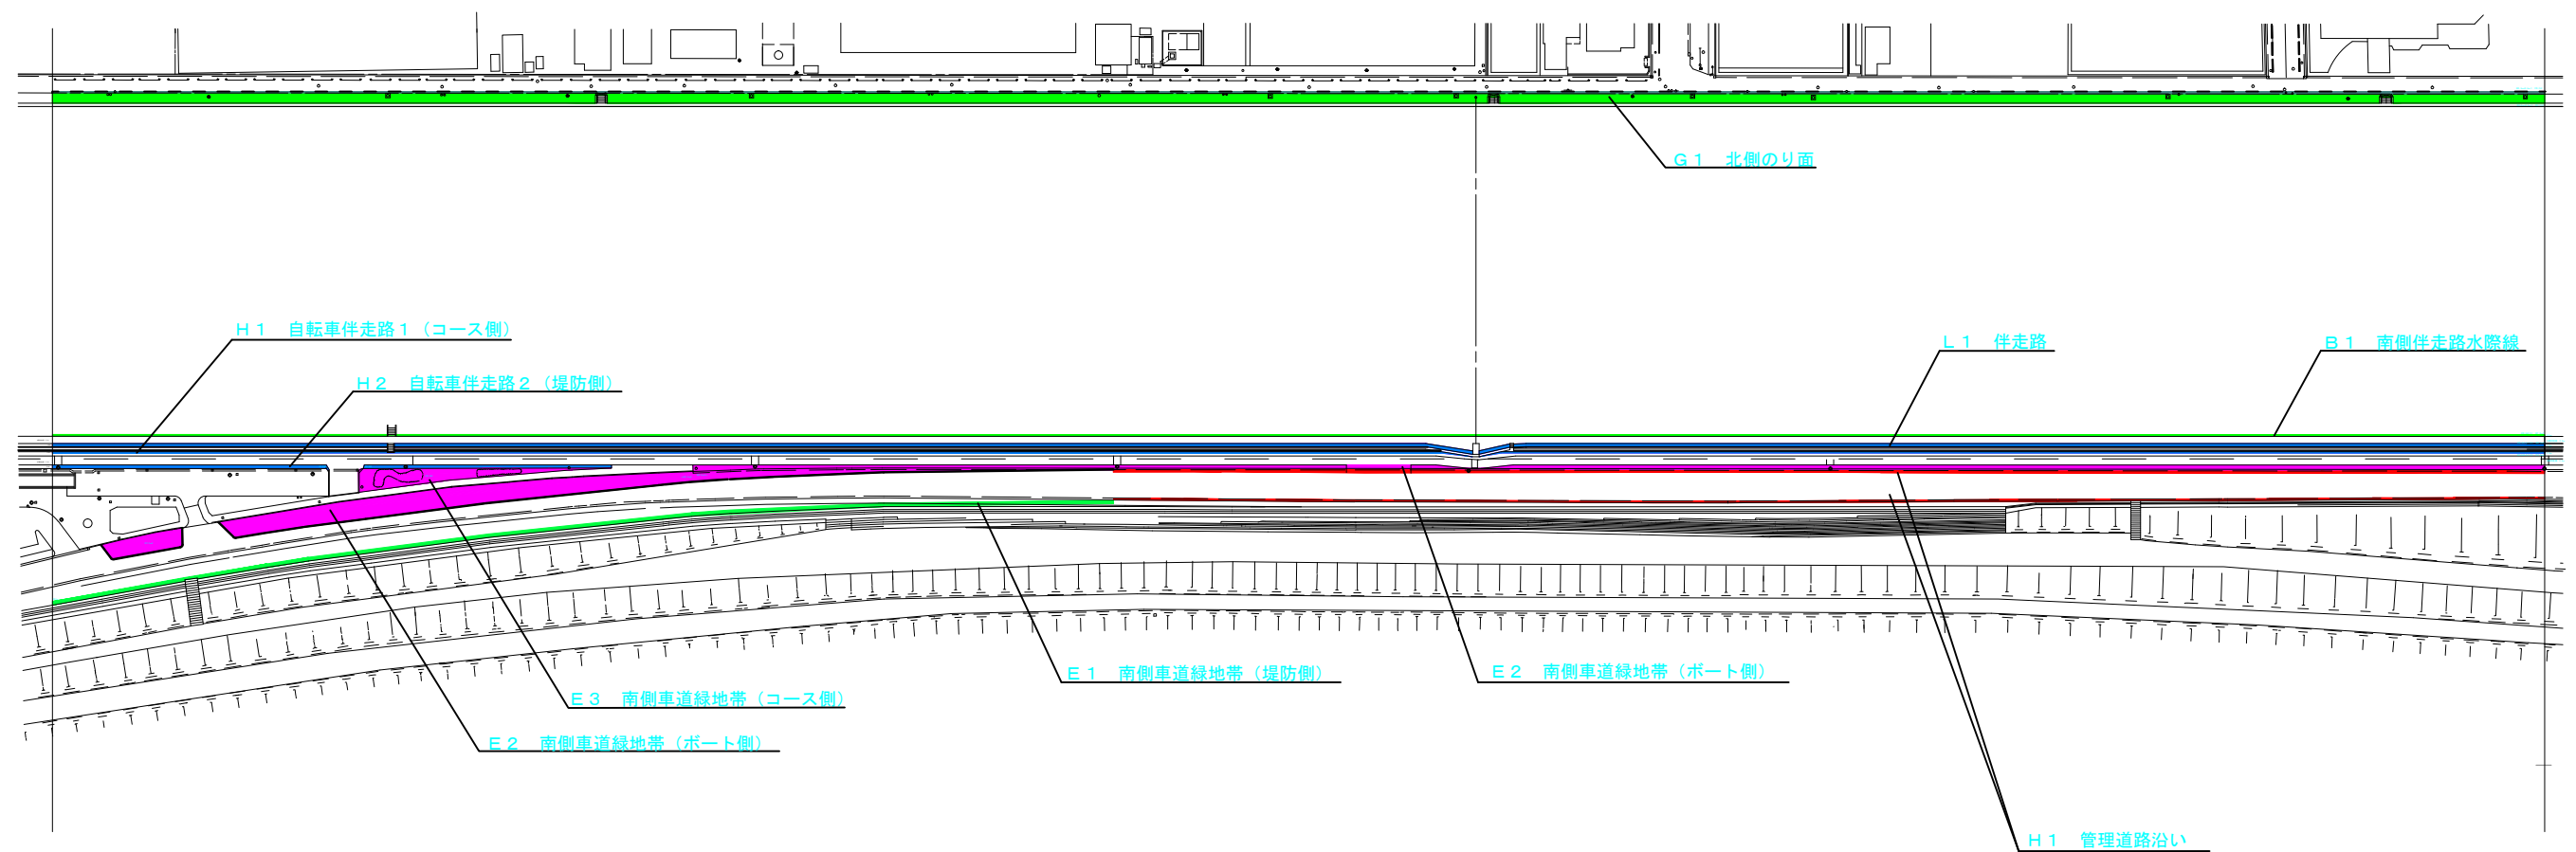 G1 北側のり面
H1 自転車伴走路1（コース側）
L1 伴走路
B1 南側伴走路水際線
H2 自転車伴走路2（堤防側）
E1 南側車道緑地帯（堤防側）
E2 南側車道緑地帯（ボート側）
E3 南側車道緑地帯（コース側）
E2 南側車道緑地帯（ボート側）
H1 管理道路沿い